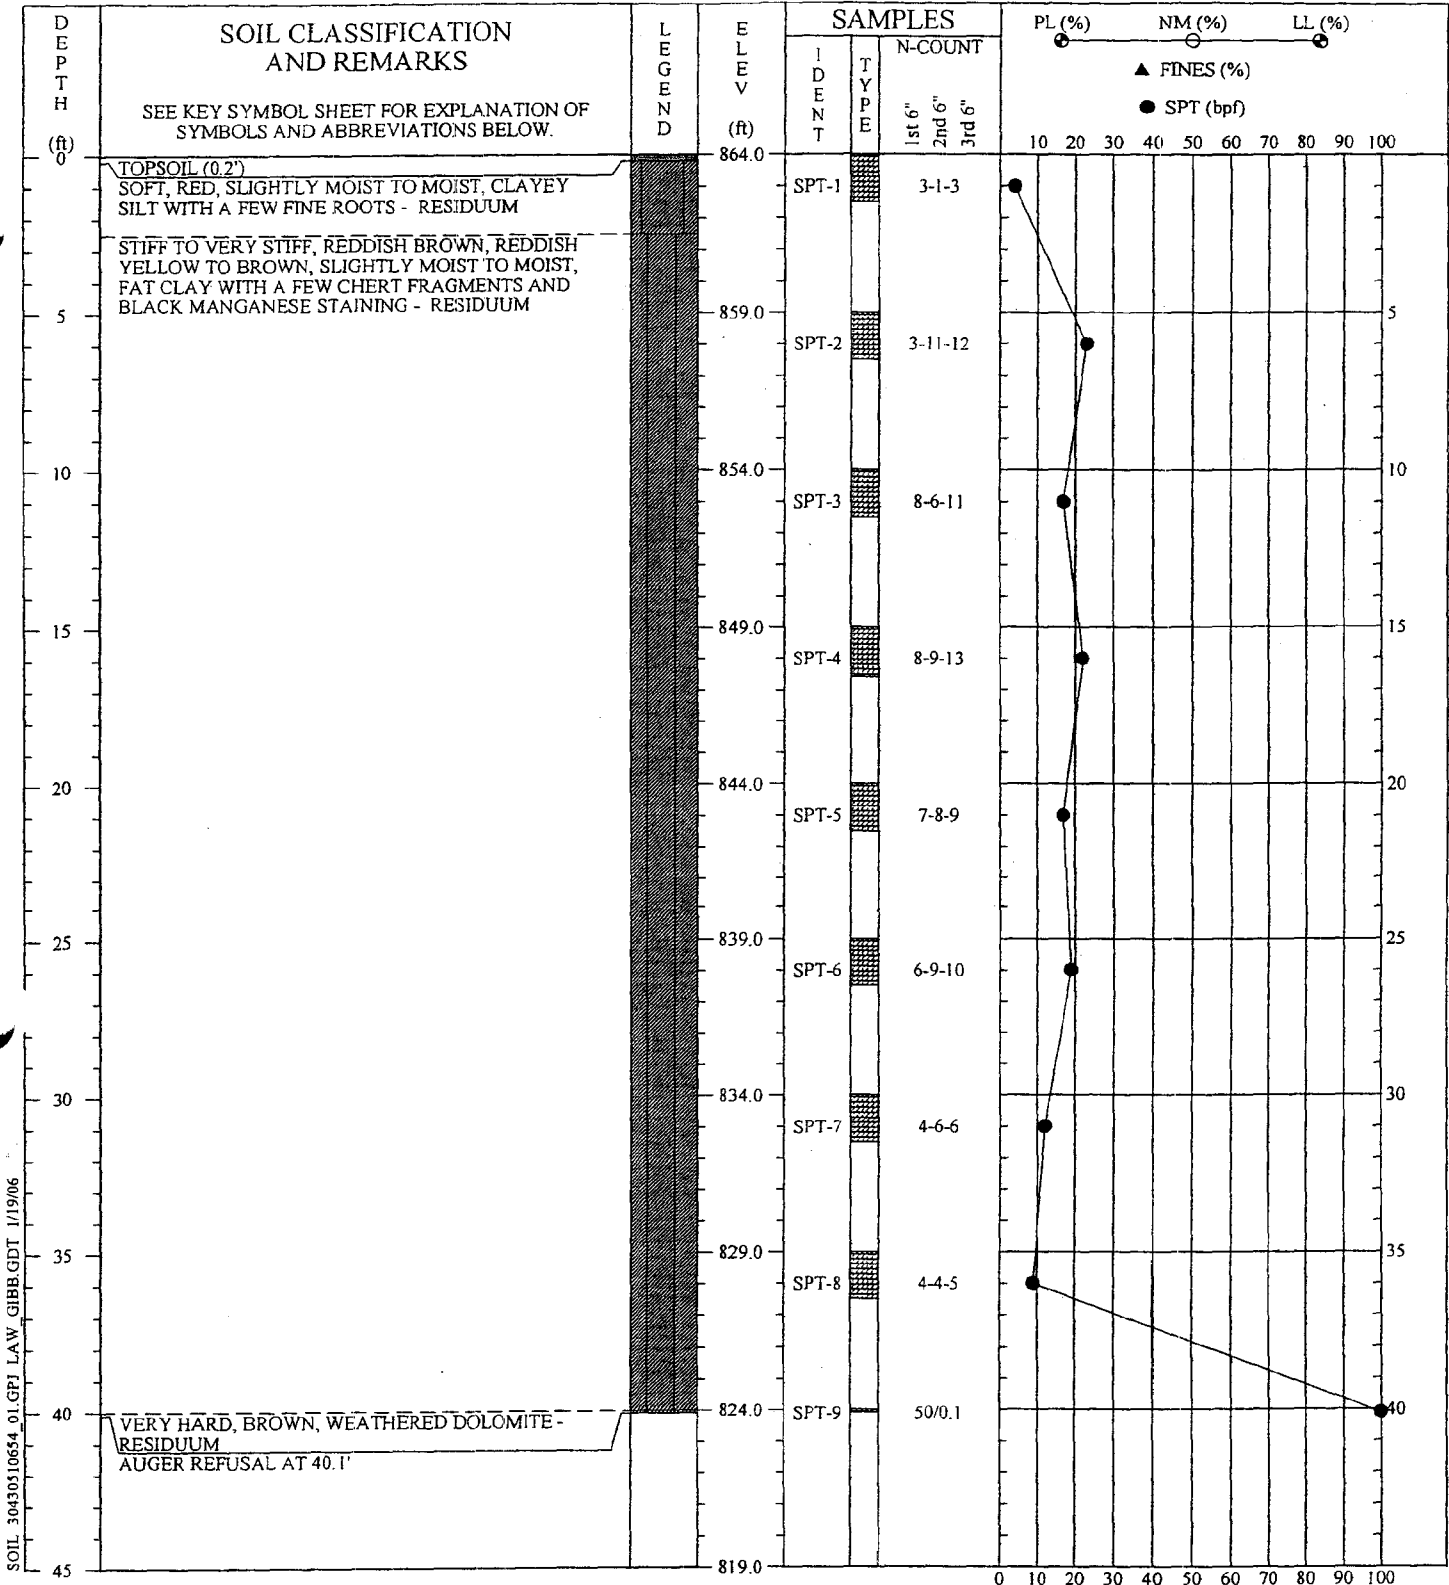 DEPTH
(ft)
SOIL CLASSIFICATION
AND REMARKS
SEE KEY SYMBOL SHEET FOR EXPLANATION OF
SYMBOLS AND ABBREVIATIONS BELOW.
LEGEND
ELEV
(ft)
SAMPLES
IDENT
TYPE
N-COUNT
1st 6"
2nd 6"
3rd 6"
PL (%) NM (%) LL (%)
▲ FINES (%)
● SPT (bpf)
10 20 30 40 50 60 70 80 90 100
0
TOPSOIL (0.2')
864.0
SOFT, RED, SLIGHTLY MOIST TO MOIST, CLAYEY
SILT WITH A FEW FINE ROOTS - RESIDUUM
SPT-1 3-1-3
STIFF TO VERY STIFF, REDDISH BROWN, REDDISH
YELLOW TO BROWN, SLIGHTLY MOIST TO MOIST,
FAT CLAY WITH A FEW CHERT FRAGMENTS AND
BLACK MANGANESE STAINING - RESIDUUM
5 859.0 5
SPT-2 3-11-12
10 854.0 10
SPT-3 8-6-11
15 849.0 15
SPT-4 8-9-13
20 844.0 20
SPT-5 7-8-9
25 839.0 25
SPT-6 6-9-10
30 834.0 30
SPT-7 4-6-6
35 829.0 35
SPT-8 4-4-5
40 824.0 40
SPT-9 50/0.1
VERY HARD, BROWN, WEATHERED DOLOMITE -
RESIDUUM
AUGER REFUSAL AT 40.1'
45 819.0
0 10 20 30 40 50 60 70 80 90 100
SOIL 30430510654_01.GPJ LAW_GIBB.GDT 1/19/06